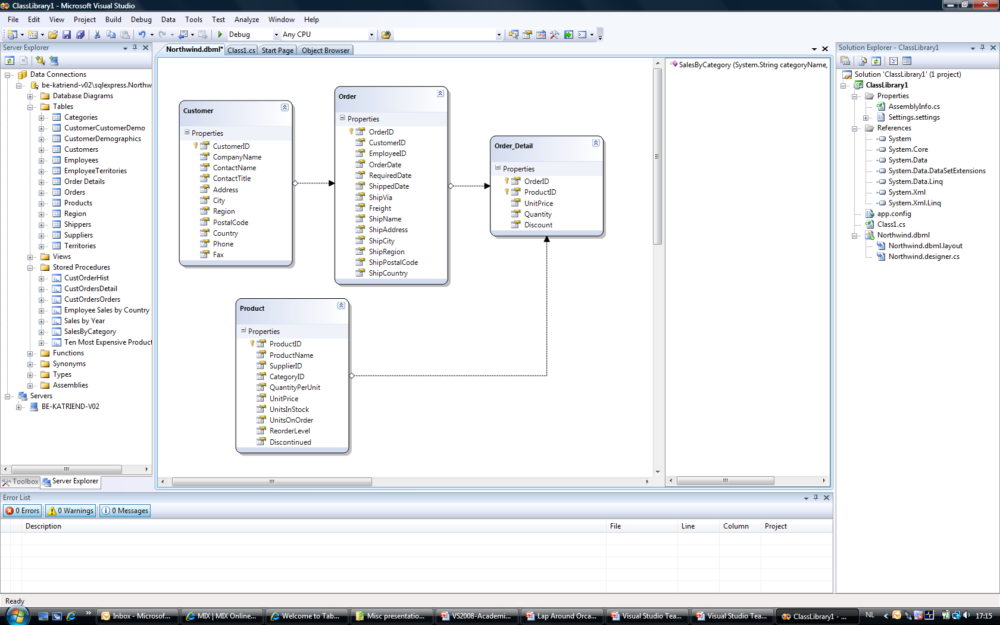 ClassLibrary1 - Microsoft Visual Studio
File Edit View Project Build Debug Data Tools Test Analyze Window Help
Debug Any CPU
Server Explorer
Data Connections
be-katriend-v02\sqlexpress.Northw
Database Diagrams
Tables
Categories
CustomerCustomerDemo
CustomerDemographics
Customers
Employees
EmployeeTerritories
Order Details
Orders
Products
Region
Shippers
Suppliers
Territories
Views
Stored Procedures
CustOrderHist
CustOrdersDetail
CustOrdersOrders
Employee Sales by Country
Sales by Year
SalesByCategory
Ten Most Expensive Product
Functions
Synonyms
Types
Assemblies
Servers
BE-KATRIEND-V02
Toolbox Server Explorer
Northwind.dbml* Class1.cs Start Page Object Browser
Customer
Properties
CustomerID
CompanyName
ContactName
ContactTitle
Address
City
Region
PostalCode
Country
Phone
Fax
Order
Properties
OrderID
CustomerID
EmployeeID
OrderDate
RequiredDate
ShippedDate
ShipVia
Freight
ShipName
ShipAddress
ShipCity
ShipRegion
ShipPostalCode
ShipCountry
Order_Detail
Properties
OrderID
ProductID
UnitPrice
Quantity
Discount
Product
Properties
ProductID
ProductName
SupplierID
CategoryID
QuantityPerUnit
UnitPrice
UnitsInStock
UnitsOnOrder
ReorderLevel
Discontinued
SalesByCategory (System.String categoryName,
Solution Explorer - ClassLibrary1
Solution 'ClassLibrary1' (1 project)
ClassLibrary1
Properties
AssemblyInfo.cs
Settings.settings
References
System
System.Core
System.Data
System.Data.DataSetExtensions
System.Data.Linq
System.Xml
System.Xml.Linq
app.config
Class1.cs
Northwind.dbml
Northwind.dbml.layout
Northwind.designer.cs
Error List
0 Errors 0 Warnings 0 Messages
Description File Line Column Project
Ready
Inbox - Microsof... MIX | MIX Online... Welcome to Tab... Misc presentatio... VS2008-Academi... Lap Around Orca... Visual Studio Tea... Visual Studio Tea... ClassLibrary1 - ... NL 17:15